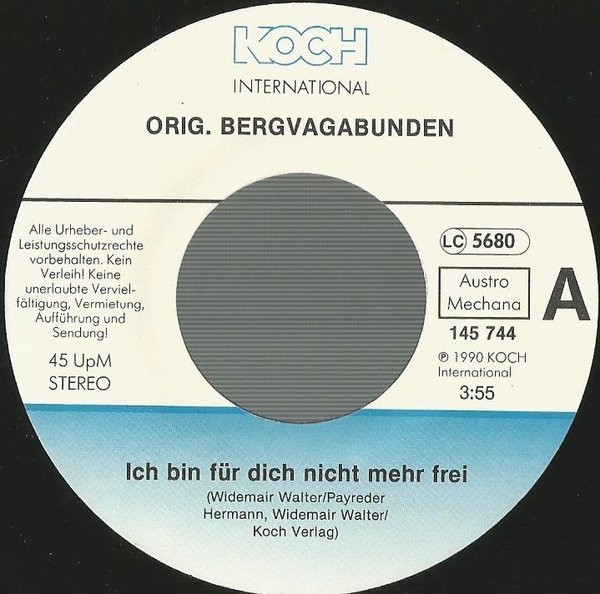 KOCH
INTERNATIONAL
ORIG. BERGVAGABUNDEN
Alle Urheber- und
Leistungsschutzrechte
vorbehalten. Kein
Verleih! Keine
unerlaubte Verviel-
fältigung, Vermietung,
Aufführung und
Sendung!
45 UpM
STEREO
LC 5680
Austro
Mechana
A
145 744
℗ 1990 KOCH
International
3:55
Ich bin für dich nicht mehr frei
(Widemair Walter/Payreder
Hermann, Widemair Walter/
Koch Verlag)